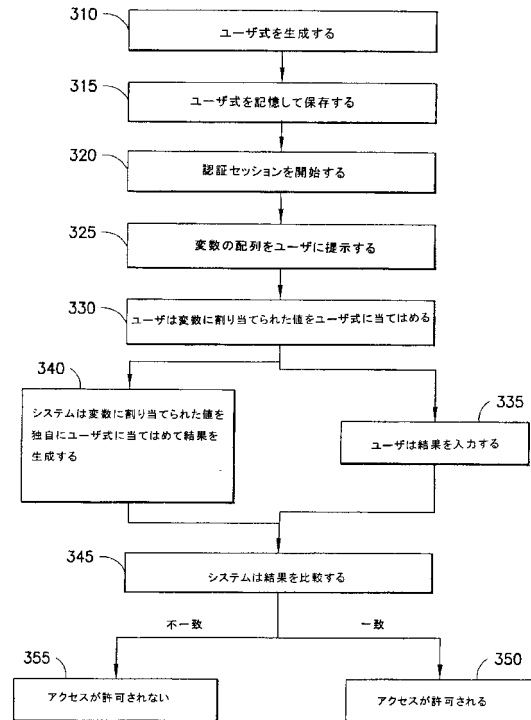 310
ユーザ式を生成する
315
ユーザ式を記憶して保存する
320
認証セッションを開始する
325
変数の配列をユーザに提示する
330
ユーザは変数に割り当てられた値をユーザ式に当てはめる
340
システムは変数に割り当てられた値を
独自にユーザ式に当てはめて結果を
生成する
335
ユーザは結果を入力する
345
システムは結果を比較する
不一致
一致
355
アクセスが許可されない
350
アクセスが許可される